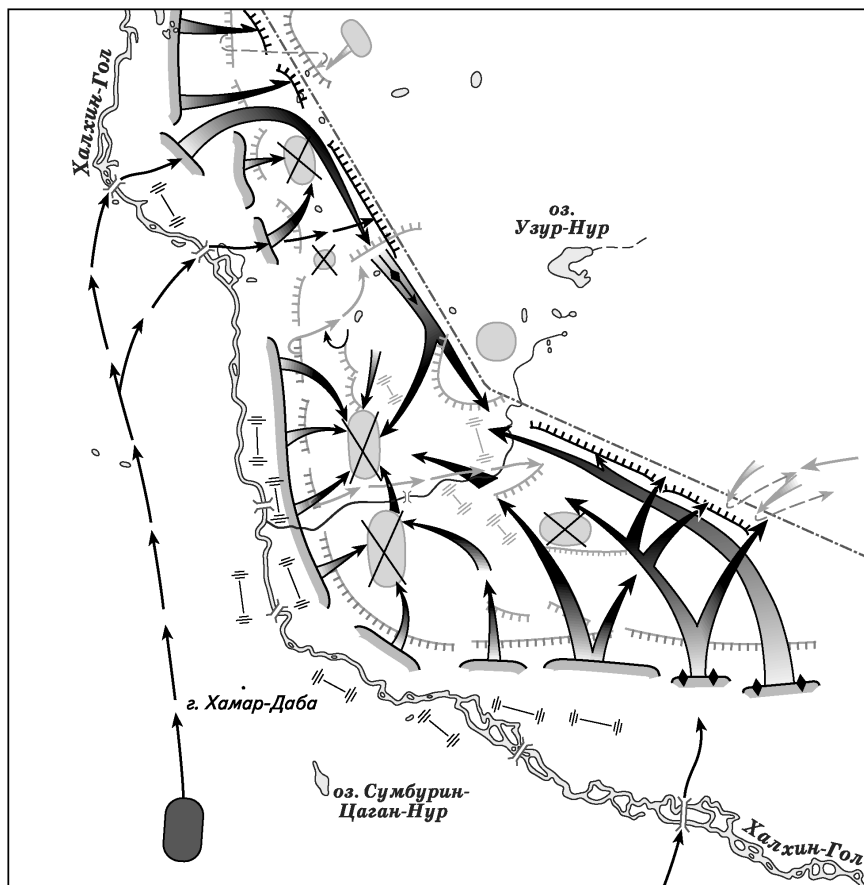 Халхин-Гол
оз.
Узур-Нур
г. Хамар-Даба
оз. Сумбурин-
Цаган-Нур
Халхин-Гол